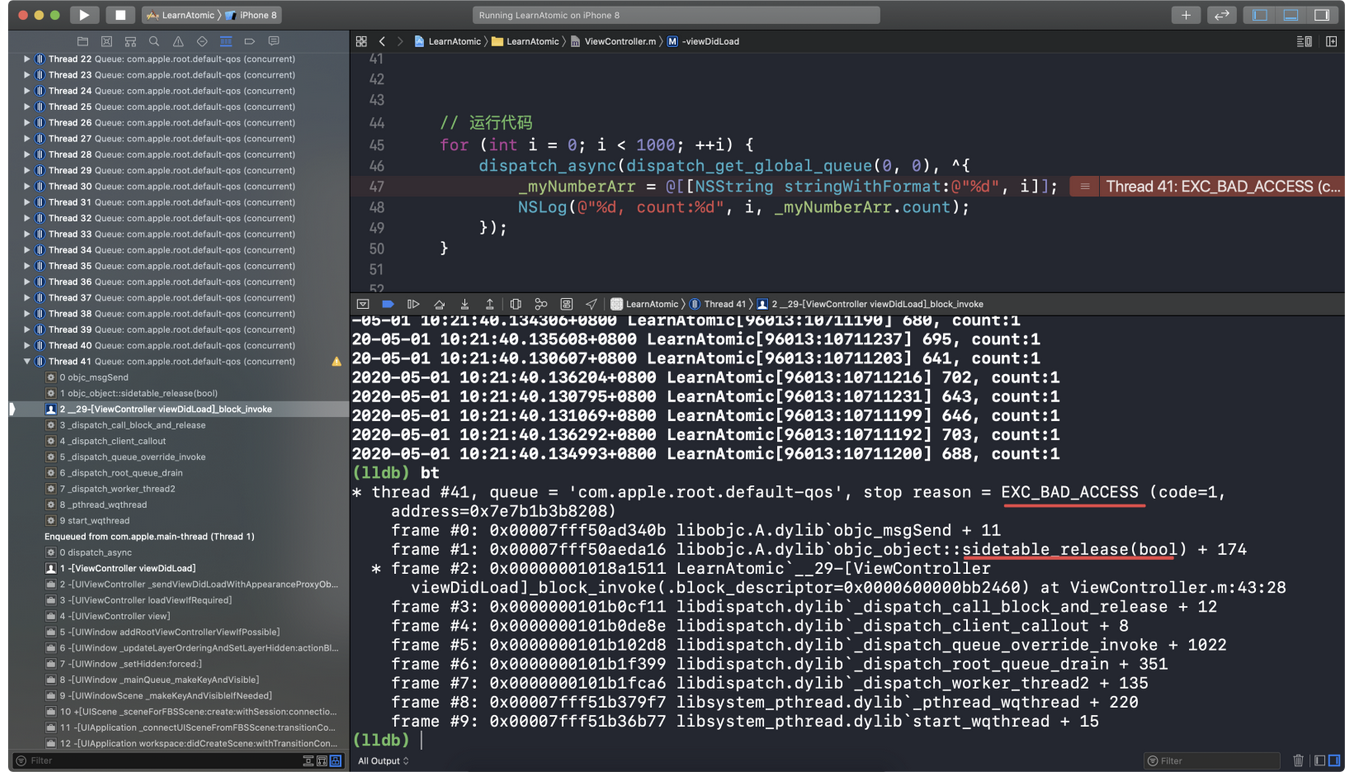 LearnAtomic 〉 iPhone 8
Running LearnAtomic on iPhone 8
Thread 22 Queue: com.apple.root.default-qos (concurrent)
Thread 23 Queue: com.apple.root.default-qos (concurrent)
Thread 24 Queue: com.apple.root.default-qos (concurrent)
Thread 25 Queue: com.apple.root.default-qos (concurrent)
Thread 26 Queue: com.apple.root.default-qos (concurrent)
Thread 27 Queue: com.apple.root.default-qos (concurrent)
Thread 28 Queue: com.apple.root.default-qos (concurrent)
Thread 29 Queue: com.apple.root.default-qos (concurrent)
Thread 30 Queue: com.apple.root.default-qos (concurrent)
Thread 31 Queue: com.apple.root.default-qos (concurrent)
Thread 32 Queue: com.apple.root.default-qos (concurrent)
Thread 33 Queue: com.apple.root.default-qos (concurrent)
Thread 34 Queue: com.apple.root.default-qos (concurrent)
Thread 35 Queue: com.apple.root.default-qos (concurrent)
Thread 36 Queue: com.apple.root.default-qos (concurrent)
Thread 37 Queue: com.apple.root.default-qos (concurrent)
Thread 38 Queue: com.apple.root.default-qos (concurrent)
Thread 39 Queue: com.apple.root.default-qos (concurrent)
Thread 40 Queue: com.apple.root.default-qos (concurrent)
Thread 41 Queue: com.apple.root.default-qos (concurrent)
0 objc_msgSend
1 objc_object::sidetable_release(bool)
2 __29-[ViewController viewDidLoad]_block_invoke
3 _dispatch_call_block_and_release
4 _dispatch_client_callout
5 _dispatch_queue_override_invoke
6 _dispatch_root_queue_drain
7 _dispatch_worker_thread2
8 _pthread_wqthread
9 start_wqthread
Enqueued from com.apple.main-thread (Thread 1)
0 dispatch_async
1 -[ViewController viewDidLoad]
2 -[UIViewController _sendViewDidLoadWithAppearanceProxyOb...
3 -[UIViewController loadViewIfRequired]
4 -[UIViewController view]
5 -[UIWindow addRootViewControllerViewIfPossible]
6 -[UIWindow _updateLayerOrderingAndSetLayerHidden:actionBl...
7 -[UIWindow _setHidden:forced:]
8 -[UIWindow _mainQueue_makeKeyAndVisible]
9 -[UIWindowScene _makeKeyAndVisibleIfNeeded]
10 +[UIScene _sceneForFBSScene:create:withSession:connectio...
11 -[UIApplication _connectUISceneFromFBSScene:transitionCo...
12 -[UIApplication workspace:didCreateScene:withTransitionCon...
Filter
LearnAtomic 〉 LearnAtomic 〉 ViewController.m 〉 M -viewDidLoad
41
42
43
44 // 运行代码
45 for (int i = 0; i < 1000; ++i) {
46 dispatch_async(dispatch_get_global_queue(0, 0), ^{
47 _myNumberArr = @[[NSString stringWithFormat:@"%d", i]]; Thread 41: EXC_BAD_ACCESS (c...
48 NSLog(@"%d, count:%d", i, _myNumberArr.count);
49 });
50 }
51
52
LearnAtomic 〉 Thread 41 〉 2 __29-[ViewController viewDidLoad]_block_invoke
-05-01 10:21:40.134306+0800 LearnAtomic[96013:10711190] 680, count:1
20-05-01 10:21:40.135608+0800 LearnAtomic[96013:10711237] 695, count:1
20-05-01 10:21:40.130607+0800 LearnAtomic[96013:10711203] 641, count:1
2020-05-01 10:21:40.136204+0800 LearnAtomic[96013:10711216] 702, count:1
2020-05-01 10:21:40.130795+0800 LearnAtomic[96013:10711231] 643, count:1
2020-05-01 10:21:40.131069+0800 LearnAtomic[96013:10711199] 646, count:1
2020-05-01 10:21:40.136292+0800 LearnAtomic[96013:10711192] 703, count:1
2020-05-01 10:21:40.134993+0800 LearnAtomic[96013:10711200] 688, count:1
(lldb) bt
* thread #41, queue = 'com.apple.root.default-qos', stop reason = EXC_BAD_ACCESS (code=1,
address=0x7e7b1b3b8208)
frame #0: 0x00007fff50ad340b libobjc.A.dylib`objc_msgSend + 11
frame #1: 0x00007fff50aeda16 libobjc.A.dylib`objc_object::sidetable_release(bool) + 174
* frame #2: 0x00000001018a1511 LearnAtomic`__29-[ViewController
viewDidLoad]_block_invoke(.block_descriptor=0x0000600000bb2460) at ViewController.m:43:28
frame #3: 0x0000000101b0cf11 libdispatch.dylib`_dispatch_call_block_and_release + 12
frame #4: 0x0000000101b0de8e libdispatch.dylib`_dispatch_client_callout + 8
frame #5: 0x0000000101b102d8 libdispatch.dylib`_dispatch_queue_override_invoke + 1022
frame #6: 0x0000000101b1f399 libdispatch.dylib`_dispatch_root_queue_drain + 351
frame #7: 0x0000000101b1fca6 libdispatch.dylib`_dispatch_worker_thread2 + 135
frame #8: 0x00007fff51b379f7 libsystem_pthread.dylib`_pthread_wqthread + 220
frame #9: 0x00007fff51b36b77 libsystem_pthread.dylib`start_wqthread + 15
(lldb)
All Output
Filter